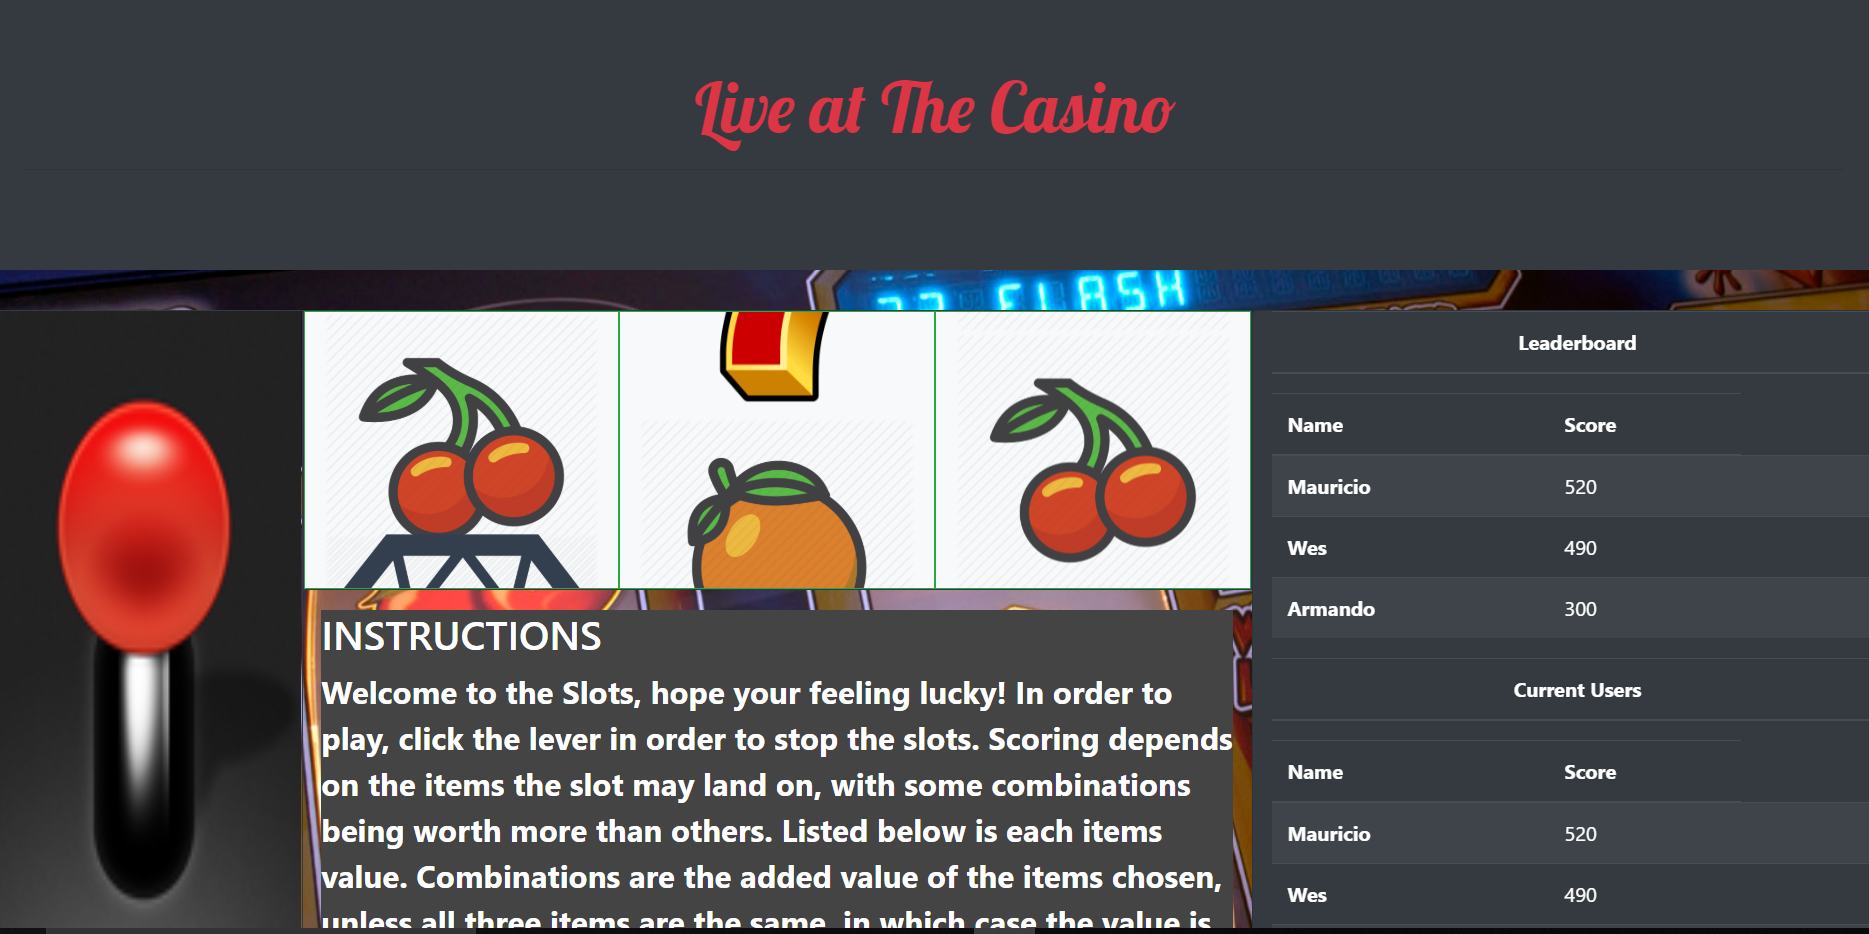 Live at The Casino
FLASH
Leaderboard
Name Score
Mauricio 520
Wes 490
Armando 300
Current Users
Name Score
Mauricio 520
Wes 490
INSTRUCTIONS
Welcome to the Slots, hope your feeling lucky! In order to
play, click the lever in order to stop the slots. Scoring depends
on the items the slot may land on, with some combinations
being worth more than others. Listed below is each items
value. Combinations are the added value of the items chosen,
unless all three items are the same, in which case the value is